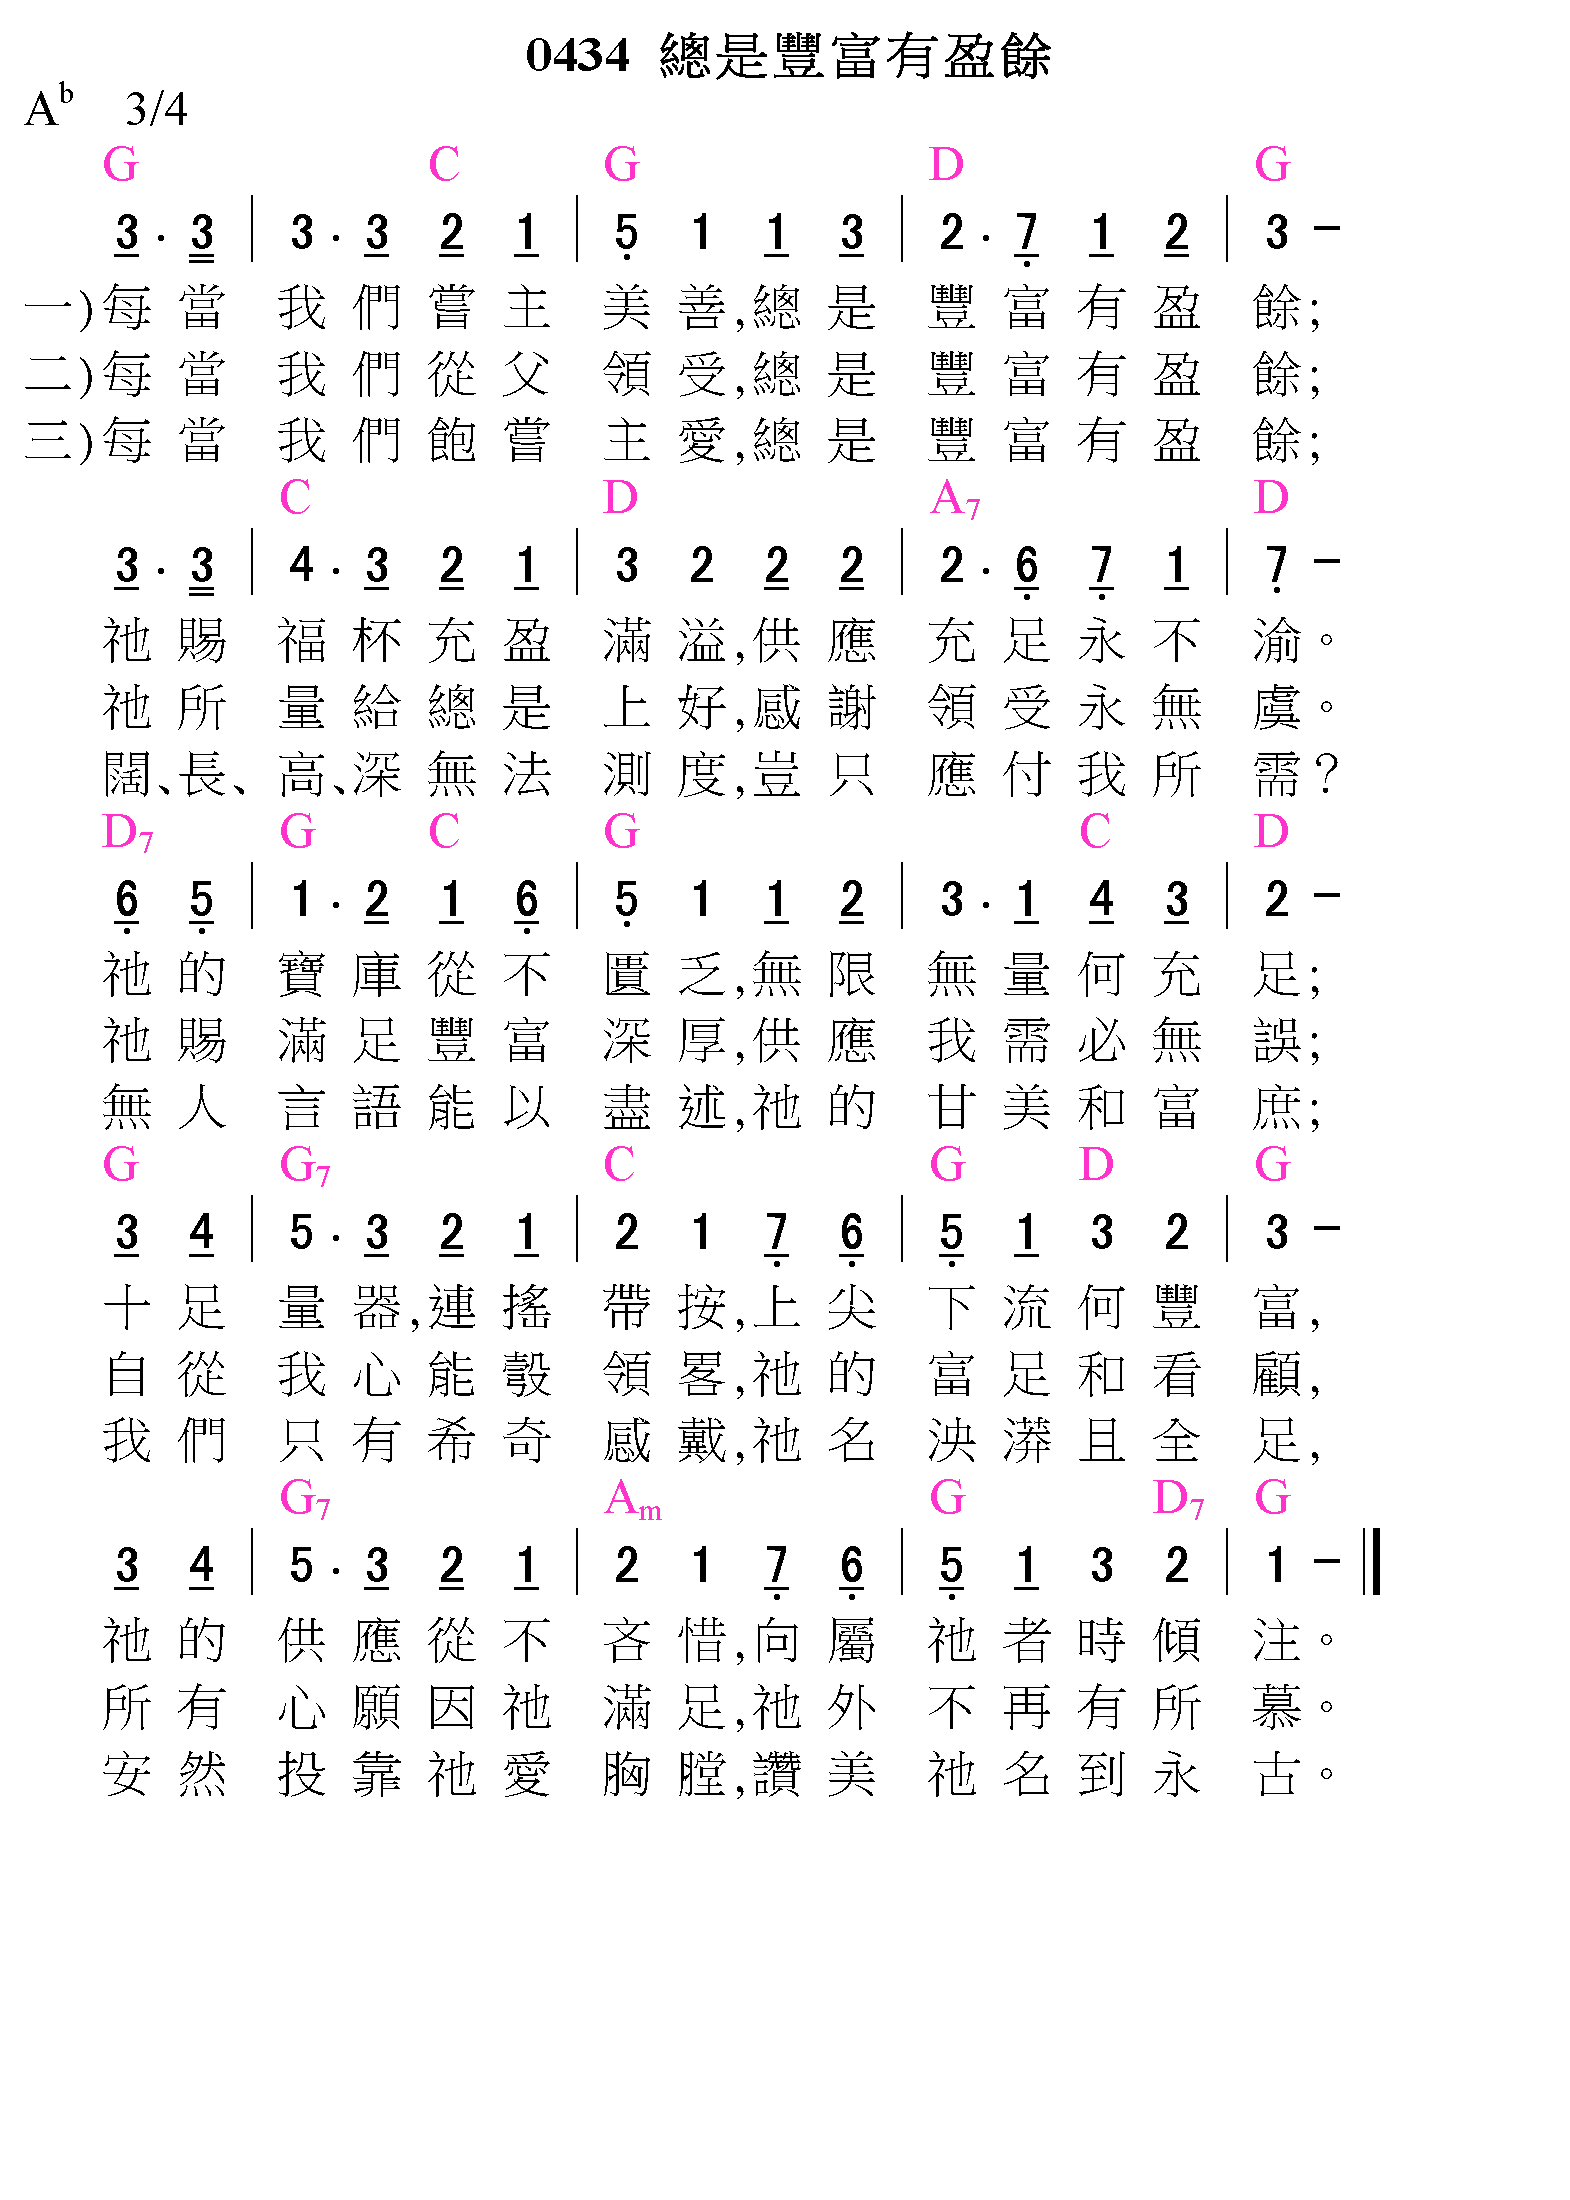 0434 總是豐富有盈餘
A♭ 3/4
G C G D G
3. 3 | 3. 3 2 1 | 5 1 1 3 | 2. 7 1 2 | 3 –
一)每當 我們嘗主 美善,總是 豐富有盈 餘;
二)每當 我們從父 領受,總是 豐富有盈 餘;
三)每當 我們飽嘗 主愛,總是 豐富有盈 餘;
C D A7 D
3. 3 | 4. 3 2 1 | 3 2 2 2 | 2. 6 7 1 | 7 –
祂賜 福杯充盈 滿溢,供應 充足永不 渝。
祂所 量給總是 上好,感謝 領受永無 虞。
闊、長、高、深無法 測度,豈只 應付我所 需?
D7 G C G C D
6 5 | 1. 2 1 6 | 5 1 1 2 | 3. 1 4 3 | 2 –
祂的 寶庫從不 匱乏,無限 無量何充 足;
祂賜 滿足豐富 深厚,供應 我需必無 誤;
無人 言語能以 盡述,祂的 甘美和富 庶;
G G7 C G D G
3 4 | 5. 3 2 1 | 2 1 7 6 | 5 1 3 2 | 3 –
十足 量器,連搖 帶按,上尖 下流何豐 富,
自從 我心能彀 領畧,祂的 富足和看 顧,
我們 只有希奇 感戴,祂名 泱漭且全 足,
G7 Am G D7 G
3 4 | 5. 3 2 1 | 2 1 7 6 | 5 1 3 2 | 1 – ‖
祂的 供應從不 吝惜,向屬 祂者時傾 注。
所有 心願因祂 滿足,祂外 不再有所 慕。
安然 投靠祂愛 胸膛,讚美 祂名到永 古。